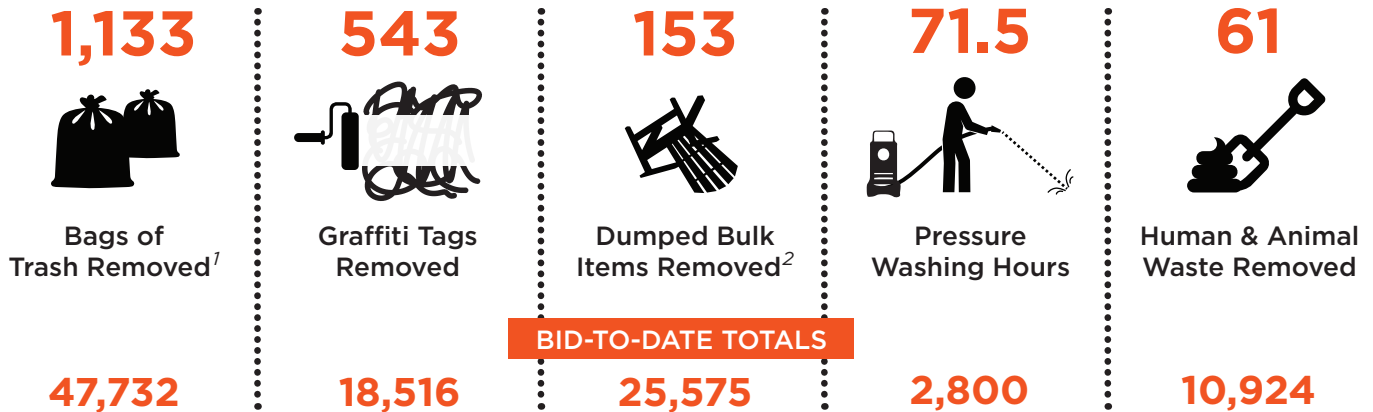 1,133
543
153
71.5
61
Bags of
Trash Removed1
Graffiti Tags
Removed
Dumped Bulk
Items Removed2
Pressure
Washing Hours
Human & Animal
Waste Removed
BID-TO-DATE TOTALS
47,732
18,516
25,575
2,800
10,924